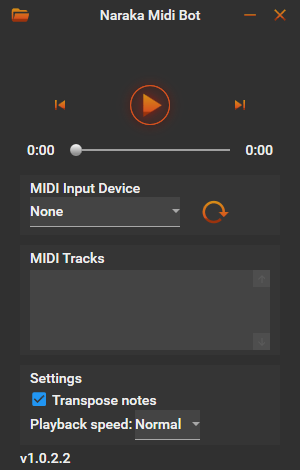 Naraka Midi Bot
0:00 0:00
MIDI Input Device
None
MIDI Tracks
Settings
Transpose notes
Playback speed: Normal
v1.0.2.2